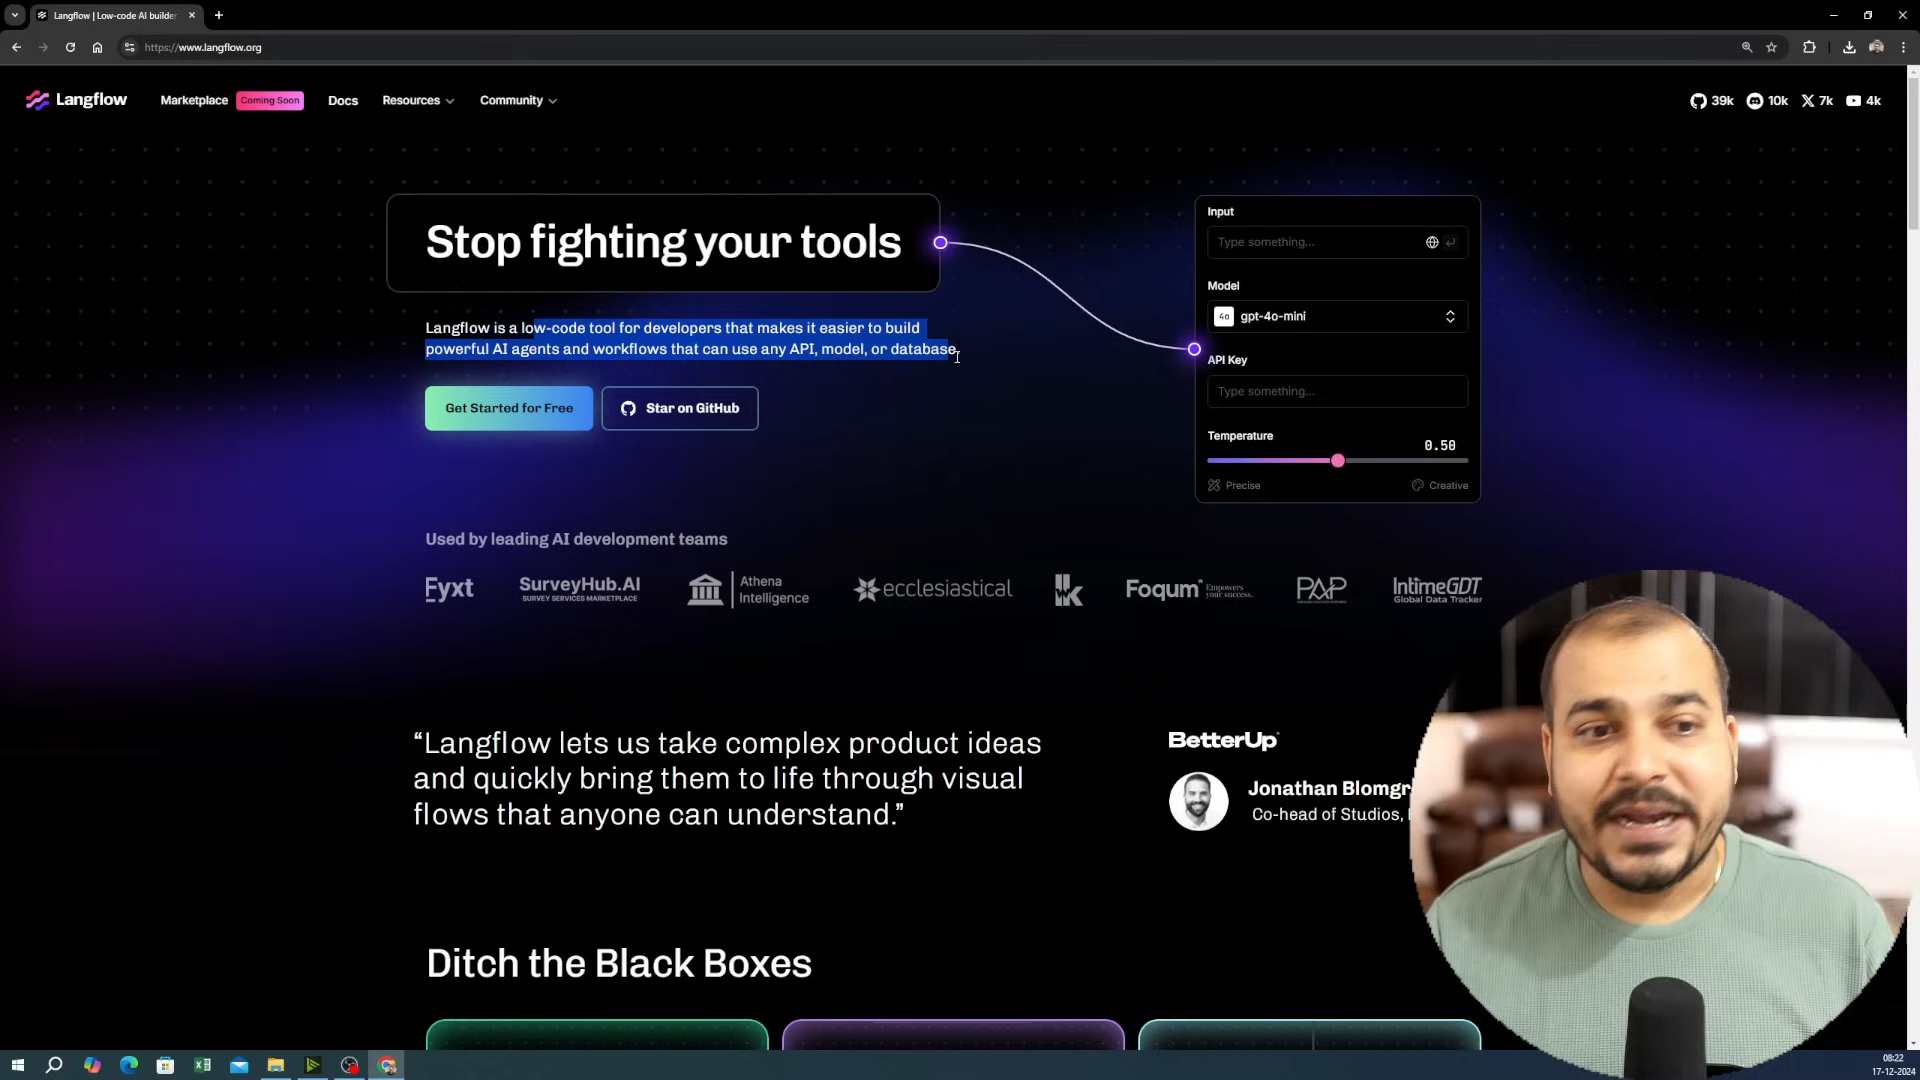 Langflow | Low-code AI builder
https://www.langflow.org
Langflow
Marketplace
Coming Soon
Docs
Resources
Community
39k
10k
7k
4k
Stop fighting your tools
Langflow is a low-code tool for developers that makes it easier to build
powerful AI agents and workflows that can use any API, model, or database.
Get Started for Free
Star on GitHub
Input
Type something...
Model
4o
gpt-4o-mini
API Key
Type something...
Temperature
0.50
Precise
Creative
Used by leading AI development teams
Fyxt
SurveyHub.AI
SURVEY SERVICES MARKETPLACE
Athena
Intelligence
ecclesiastical
Foqum
Empowers
your success.
PAP
IntimeGDT
Global Data Tracker
“Langflow lets us take complex product ideas
and quickly bring them to life through visual
flows that anyone can understand.”
BetterUp
Jonathan Blomgr
Co-head of Studios,
Ditch the Black Boxes
08:22
17-12-2024